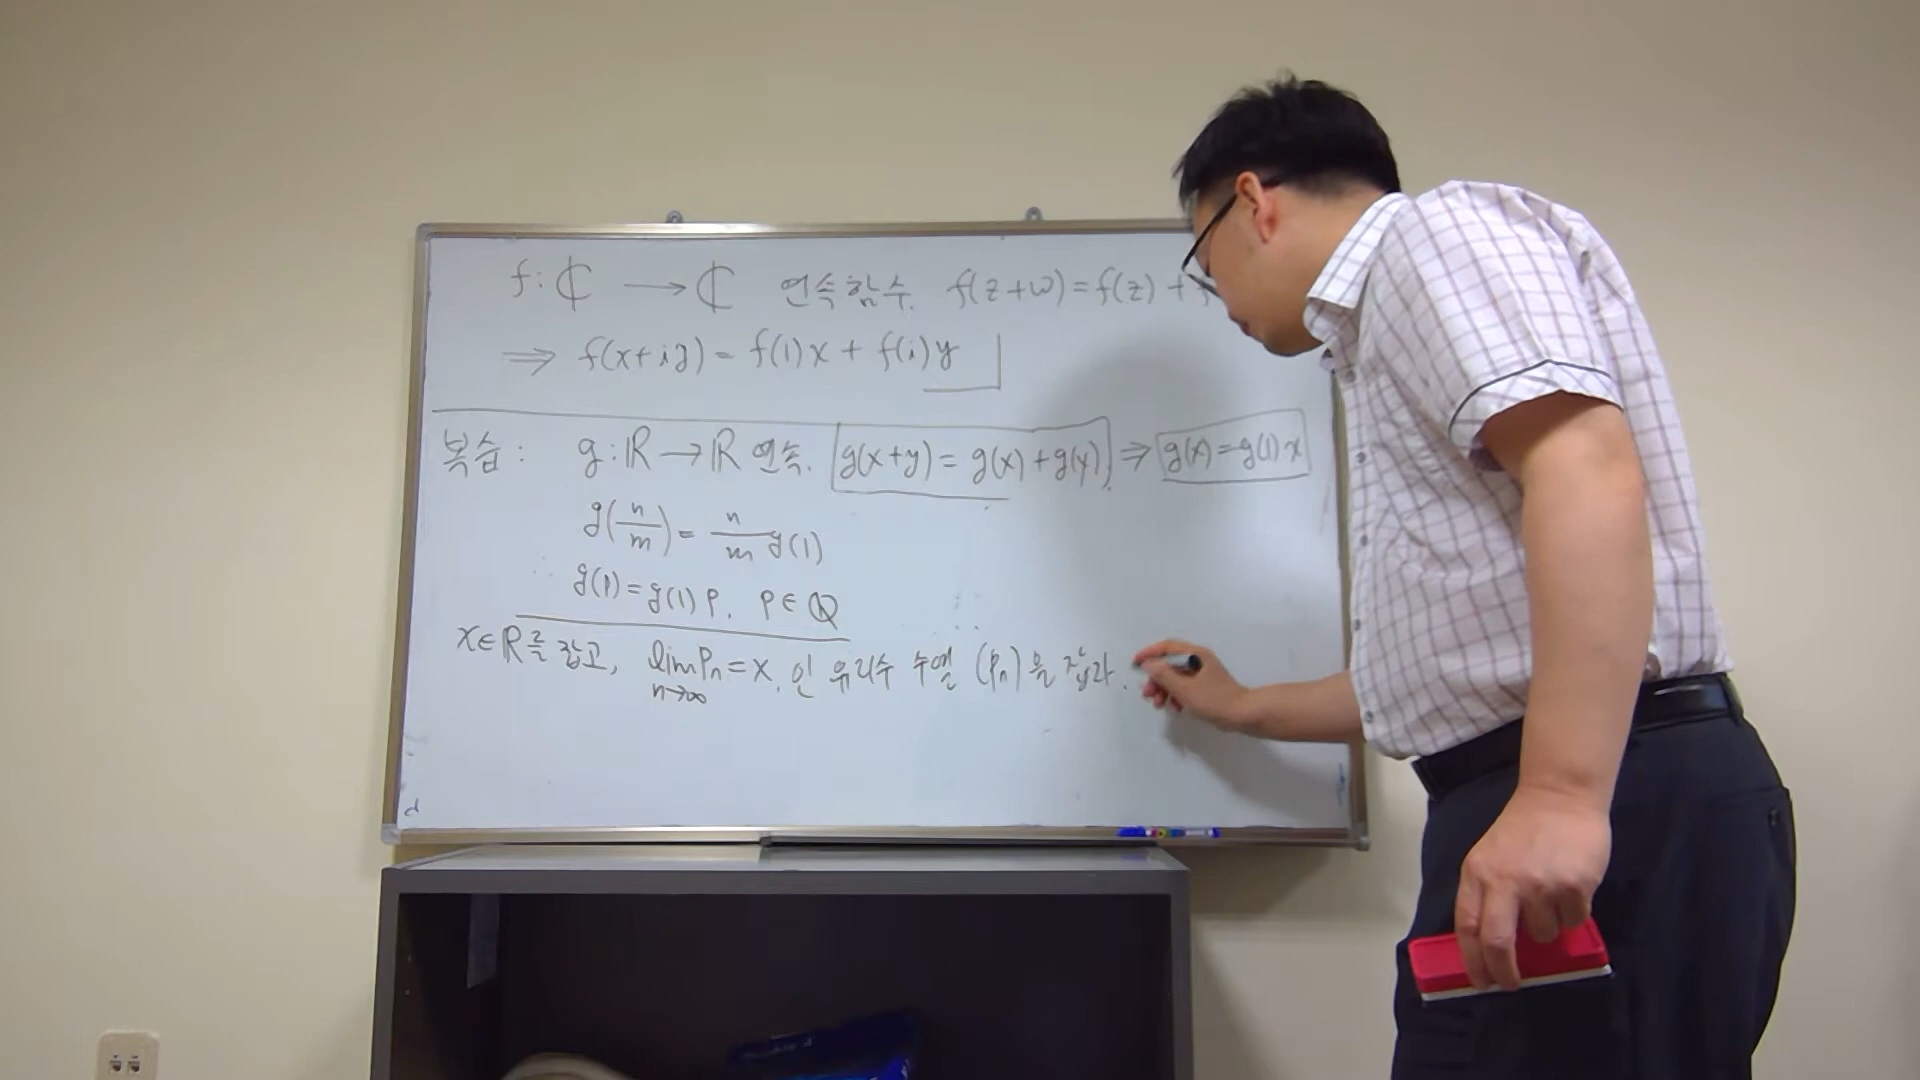 f: ℂ → ℂ 연속함수. f(z+w)=f(z)+f
⇒ f(x+iy) = f(1)x + f(i)y
복습: g: ℝ → ℝ 연속. g(x+y) = g(x)+g(y). ⇒ g(x)=g(1)x
g(n/m) = n/m g(1)
g(p) = g(1)p. p∈ℚ
x∈ℝ를 잡고, lim n→∞ pₙ = x. 인 유리수 수열 (pₙ)을 잡자.